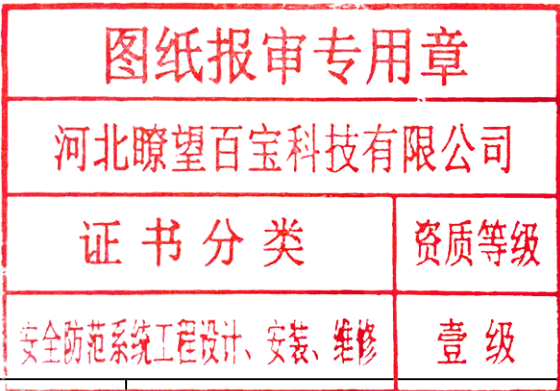 图纸报审专用章
河北瞭望百宝科技有限公司
证书分类 资质等级
安全防范系统工程设计、安装、维修 壹级